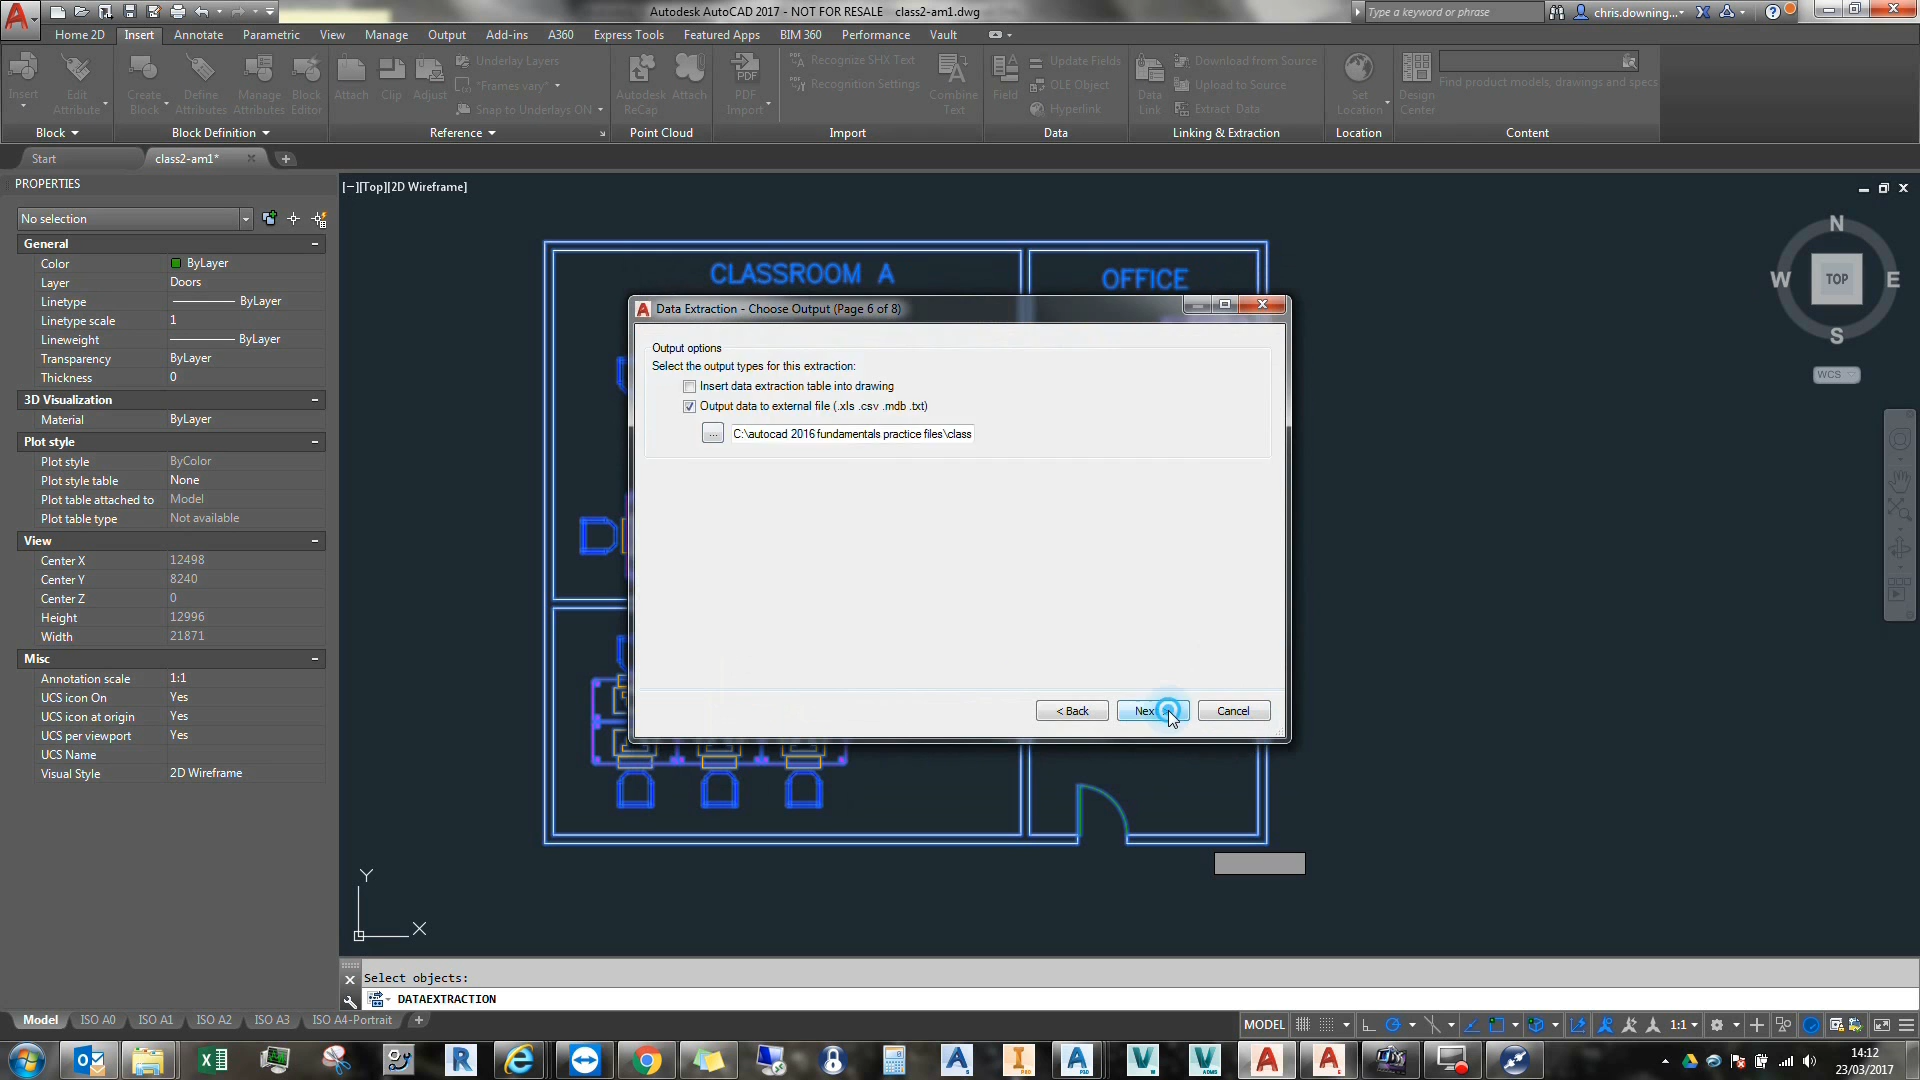 Autodesk AutoCAD 2017 - NOT FOR RESALE class2-am1.dwg
Type a keyword or phrase
chris.downing...
Home 2D Insert Annotate Parametric View Manage Output Add-ins A360 Express Tools Featured Apps BIM 360 Performance Vault
Insert
Edit Attribute
Create Block
Define Attributes
Manage Attributes
Block Editor
Attach
Clip
Adjust
Underlay Layers
*Frames vary*
Snap to Underlays ON
Autodesk ReCap
Attach
PDF Import
Recognize SHX Text
Recognition Settings
Combine Text
Field
Update Fields
OLE Object
Hyperlink
Data Link
Download from Source
Upload to Source
Extract Data
Set Location
Design Center
Find product models, drawings and specs
Block
Block Definition
Reference
Point Cloud
Import
Data
Linking & Extraction
Location
Content
Start
class2-am1*
PROPERTIES
No selection
General
Color ByLayer
Layer Doors
Linetype ByLayer
Linetype scale 1
Lineweight ByLayer
Transparency ByLayer
Thickness 0
3D Visualization
Material ByLayer
Plot style
Plot style ByColor
Plot style table None
Plot table attached to Model
Plot table type Not available
View
Center X 12498
Center Y 8240
Center Z 0
Height 12996
Width 21871
Misc
Annotation scale 1:1
UCS icon On Yes
UCS icon at origin Yes
UCS per viewport Yes
UCS Name
Visual Style 2D Wireframe
[−][Top][2D Wireframe]
CLASSROOM A
OFFICE
N
W TOP E
S
WCS
Data Extraction - Choose Output (Page 6 of 8)
Output options
Select the output types for this extraction:
Insert data extraction table into drawing
Output data to external file (.xls .csv .mdb .txt)
... C:\autocad 2016 fundamentals practice files\class
< Back
Nex
Cancel
Y
X
Select objects:
DATAEXTRACTION
Model ISO A0 ISO A1 ISO A2 ISO A3 ISO A4-Portrait +
MODEL
1:1
14:12
23/03/2017